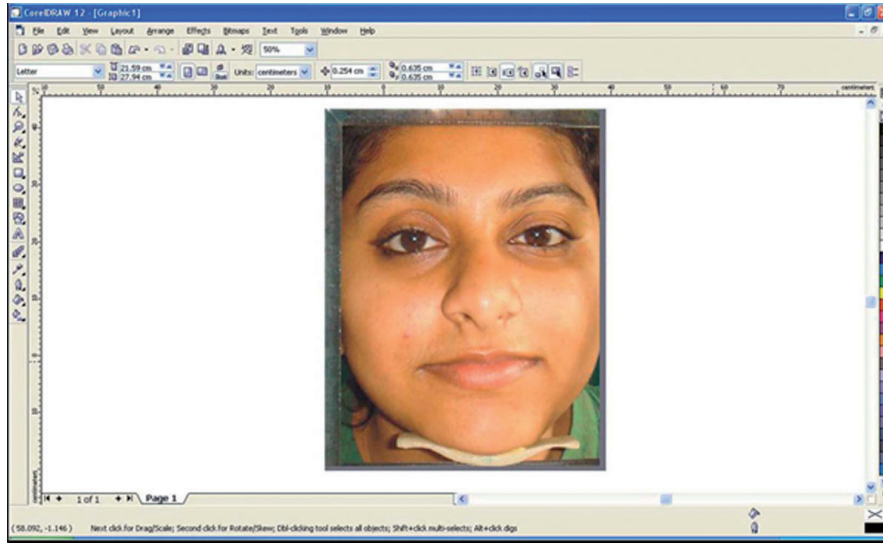 CorelDRAW 12 - [Graphic1]
File Edit View Layout Arrange Effects Bitmaps Text Tools Window Help
50%
Letter 21.59 cm 27.94 cm Units: centimeters 0.254 cm 0.635 cm 0.635 cm
centimeters
centimeters
1 of 1 Page 1
(58.092, -1.146) Next click for Drag/Scale; Second click for Rotate/Skew; Dbl-clicking tool selects all objects; Shift+click multi-selects; Alt+click digs